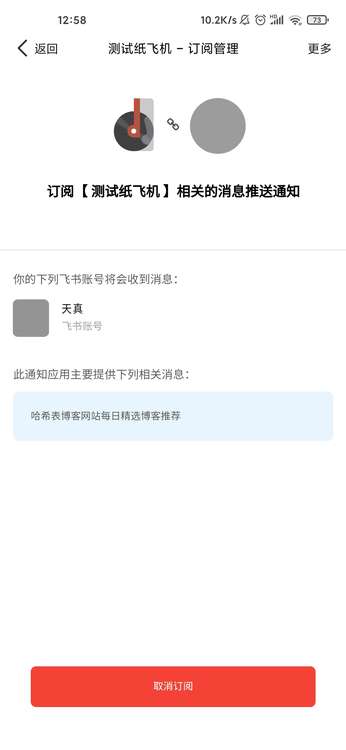 12:58
10.2K/s
HD
73
返回
测试纸飞机 - 订阅管理
更多
订阅【 测试纸飞机 】相关的消息推送通知
你的下列飞书账号将会收到消息：
天真
飞书账号
此通知应用主要提供下列相关消息：
哈希表博客网站每日精选博客推荐
取消订阅